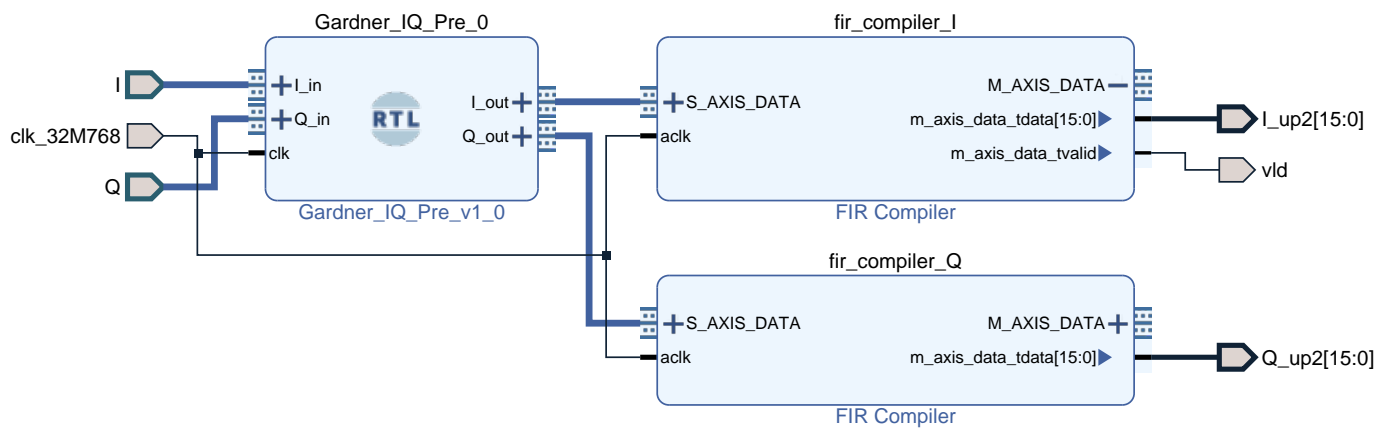 Gardner_IQ_Pre_0
I
I_in
Q_in
clk_32M768
clk
Q
RTL
I_out
Q_out
Gardner_IQ_Pre_v1_0
fir_compiler_I
S_AXIS_DATA
aclk
M_AXIS_DATA
m_axis_data_tdata[15:0]
m_axis_data_tvalid
I_up2[15:0]
vld
FIR Compiler
fir_compiler_Q
S_AXIS_DATA
aclk
M_AXIS_DATA
m_axis_data_tdata[15:0]
Q_up2[15:0]
FIR Compiler